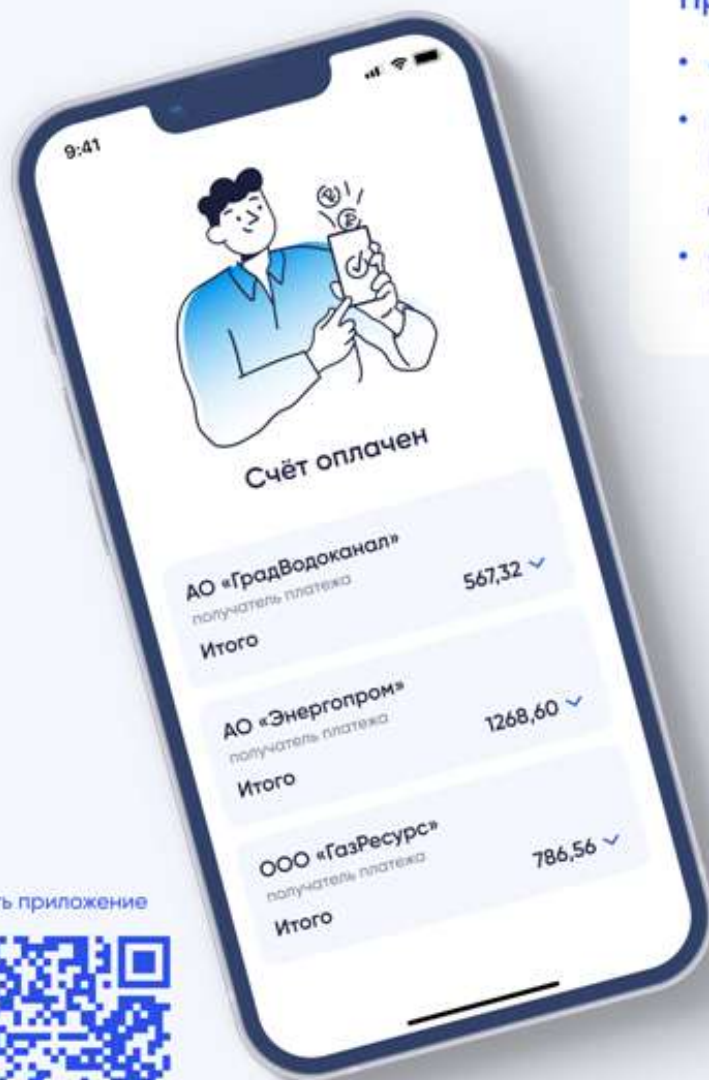 9:41
Счёт оплачен
АО «ГрадВодоканал»
получатель платежа
Итого
567,32
АО «Энергопром»
получатель платежа
Итого
1268,60
ООО «ГазРесурс»
получатель платежа
Итого
786,56
приложение